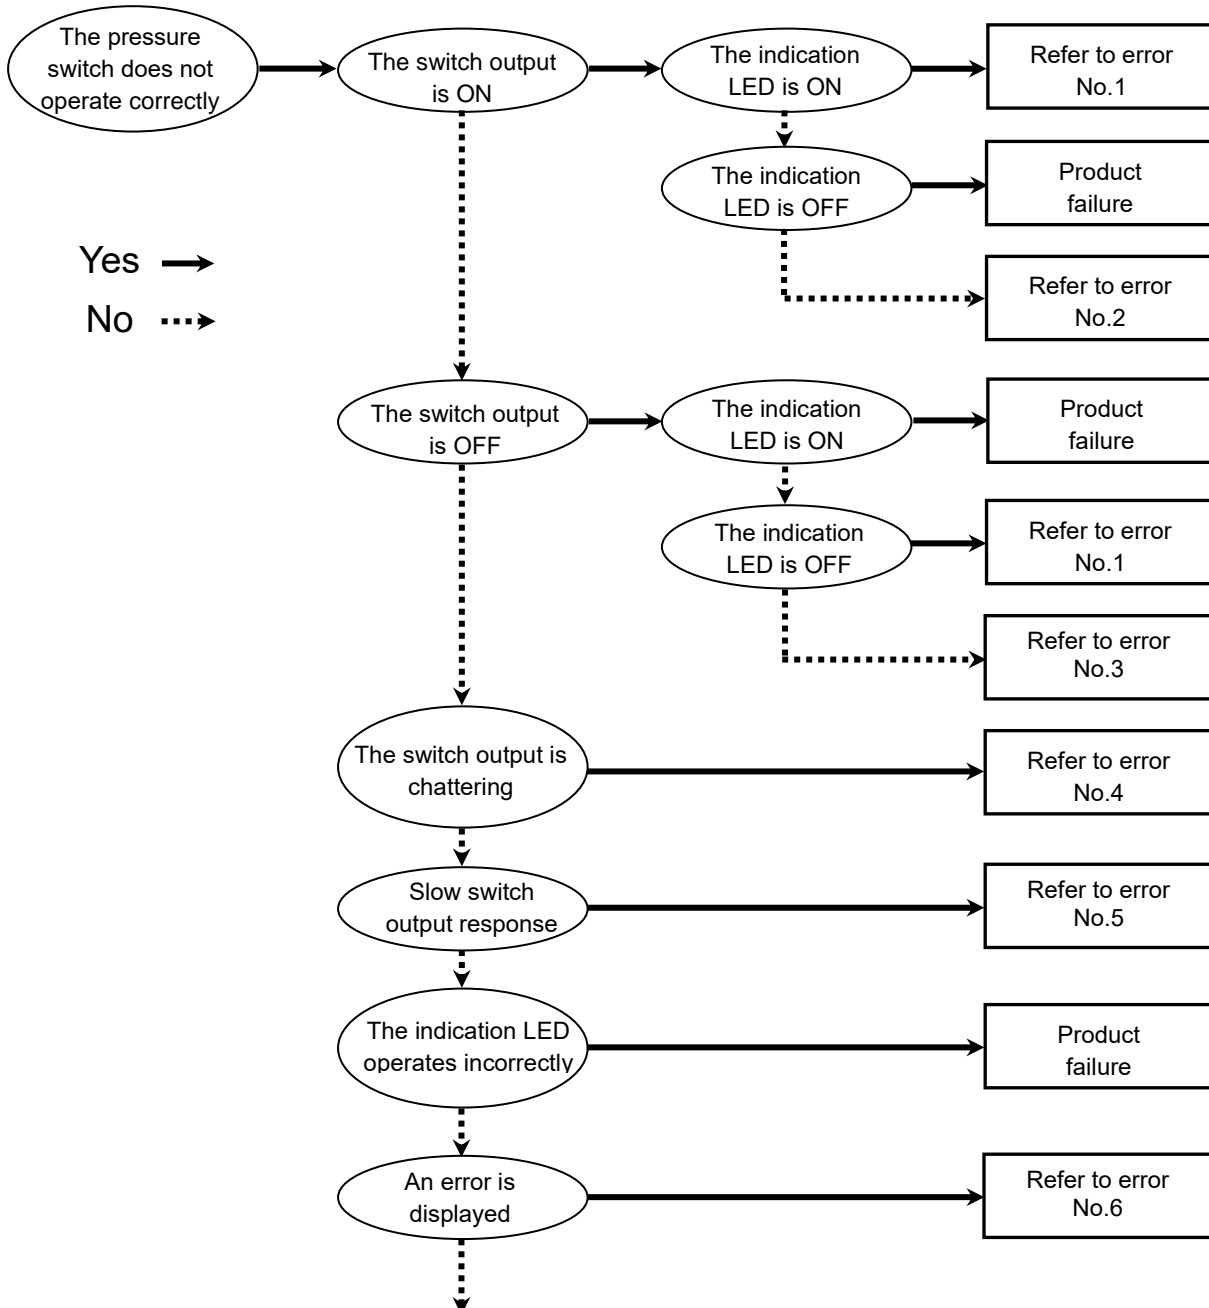 The pressure
switch does not
operate correctly
The switch output
is ON
The indication
LED is ON
Refer to error
No.1
The indication
LED is OFF
Product
failure
Yes
No
Refer to error
No.2
The switch output
is OFF
The indication
LED is ON
Product
failure
The indication
LED is OFF
Refer to error
No.1
Refer to error
No.3
The switch output is
chattering
Refer to error
No.4
Slow switch
output response
Refer to error
No.5
The indication LED
operates incorrectly
Product
failure
An error is
displayed
Refer to error
No.6